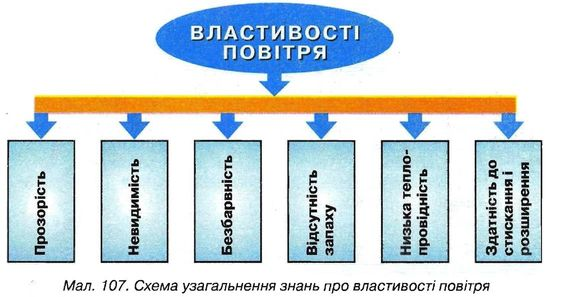 ВЛАСТИВОСТІ
ПОВІТРЯ
Прозорість
Невидимість
Безбарвність
Відсутність
запаху
Низька тепло-
провідність
Здатність до
стискання і
розширення
Мал. 107. Схема узагальнення знань про властивості повітря